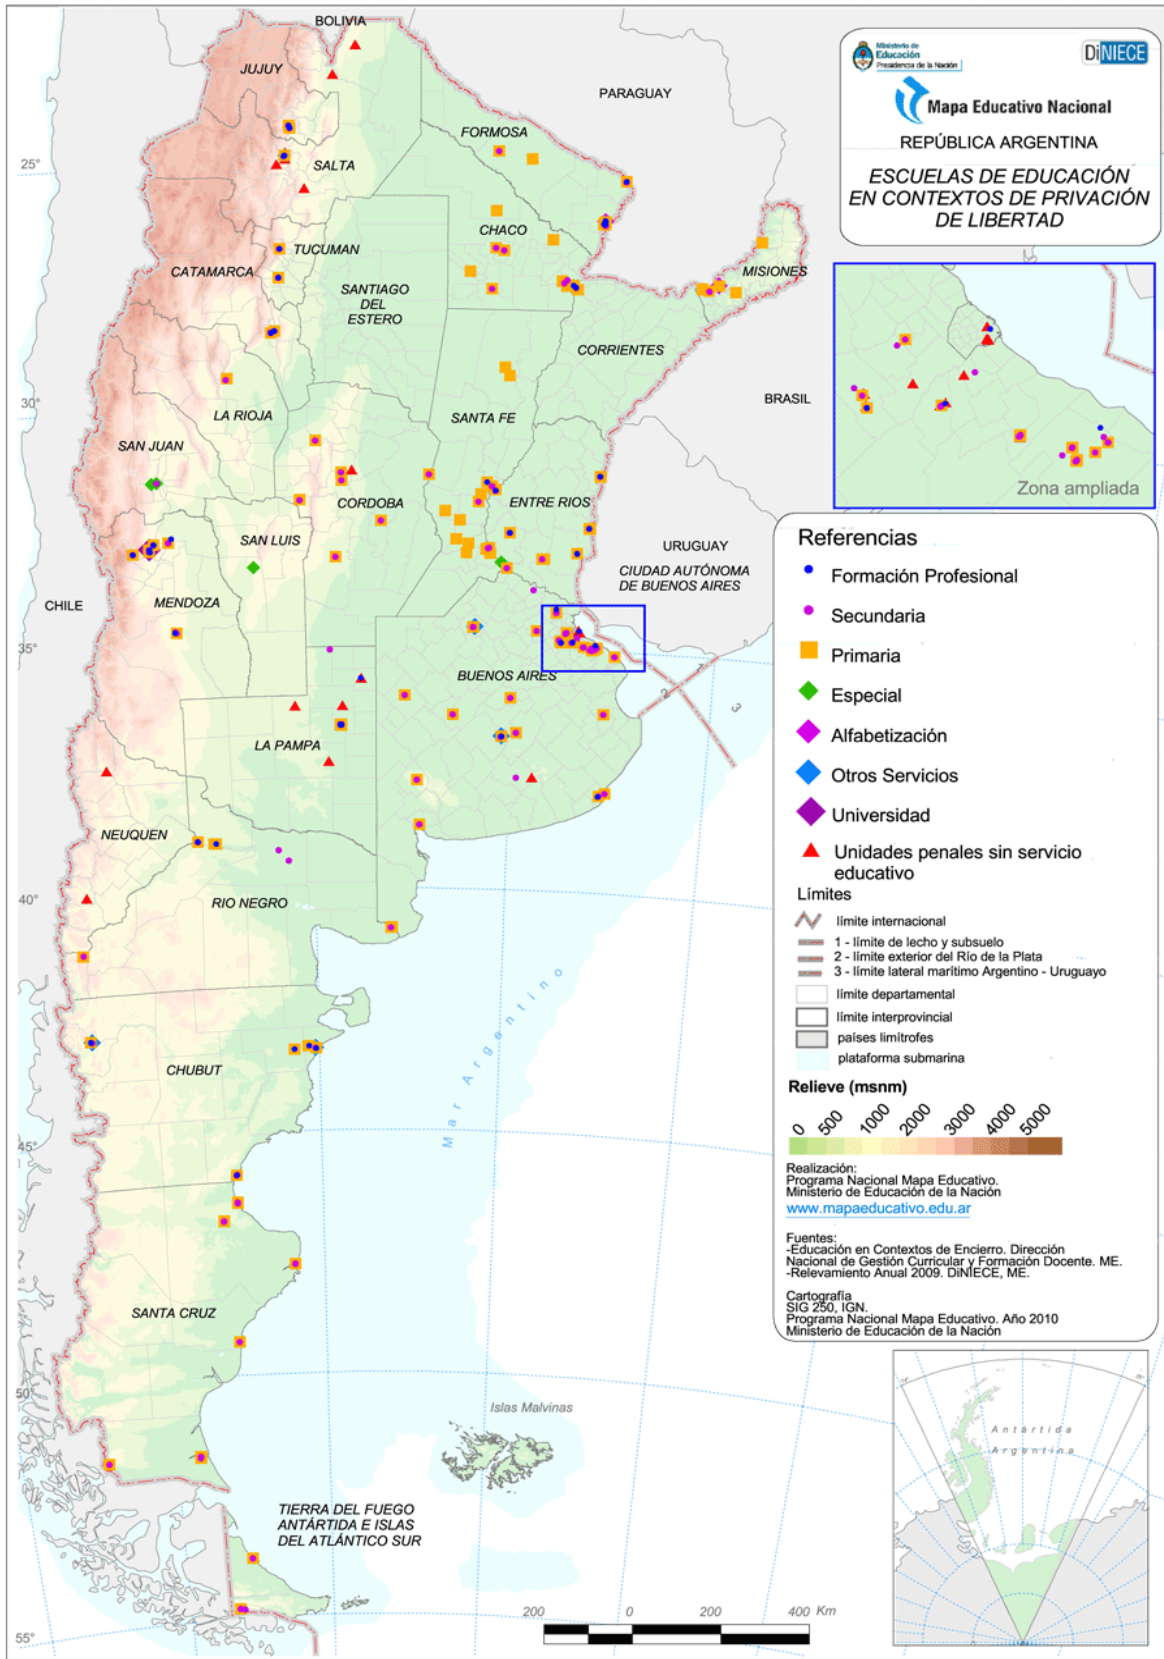 BOLIVIA
JUJUY
PARAGUAY
FORMOSA
SALTA
25°
CHACO
TUCUMAN
CATAMARCA
MISIONES
SANTIAGO
DEL
ESTERO
CORRIENTES
30°
LA RIOJA
SANTA FE
BRASIL
SAN JUAN
CORDOBA
ENTRE RIOS
SAN LUIS
URUGUAY
CIUDAD AUTÓNOMA
DE BUENOS AIRES
CHILE
MENDOZA
35°
BUENOS AIRES
1
2
3
LA PAMPA
NEUQUEN
40°
RIO NEGRO
Mar Argentino
CHUBUT
45°
SANTA CRUZ
50°
Islas Malvinas
TIERRA DEL FUEGO
ANTÁRTIDA E ISLAS
DEL ATLÁNTICO SUR
55°
200 0 200 400 Km
Ministerio de
Educación
Presidencia de la Nación
DiNIECE
Mapa Educativo Nacional
REPÚBLICA ARGENTINA
ESCUELAS DE EDUCACIÓN
EN CONTEXTOS DE PRIVACIÓN
DE LIBERTAD
Zona ampliada
Referencias
Formación Profesional
Secundaria
Primaria
Especial
Alfabetización
Otros Servicios
Universidad
Unidades penales sin servicio
educativo
Límites
límite internacional
1 - límite de lecho y subsuelo
2 - límite exterior del Río de la Plata
3 - límite lateral marítimo Argentino - Uruguayo
límite departamental
límite interprovincial
países limítrofes
plataforma submarina
Relieve (msnm)
0 500 1000 2000 3000 4000 5000
Realización:
Programa Nacional Mapa Educativo.
Ministerio de Educación de la Nación
www.mapaeducativo.edu.ar
Fuentes:
-Educación en Contextos de Encierro. Dirección
Nacional de Gestión Curricular y Formación Docente. ME.
-Relevamiento Anual 2009. DiNIECE, ME.
Cartografía
SIG 250, IGN.
Programa Nacional Mapa Educativo. Año 2010
Ministerio de Educación de la Nación
Antártida
Argentina